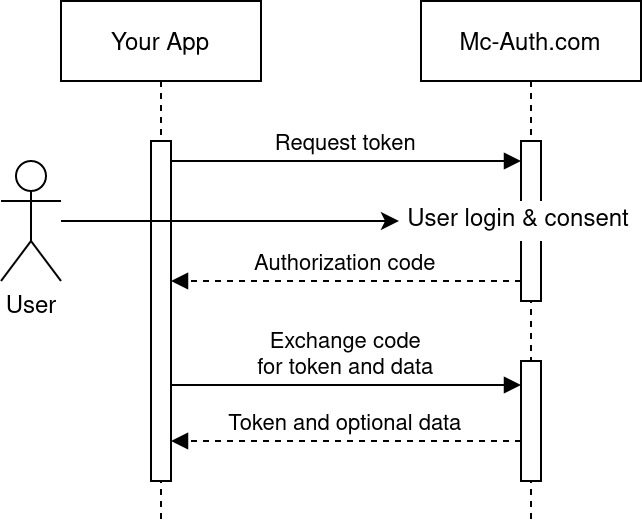 Your App
Mc-Auth.com
Request token
User login & consent
Authorization code
User
Exchange code
for token and data
Token and optional data